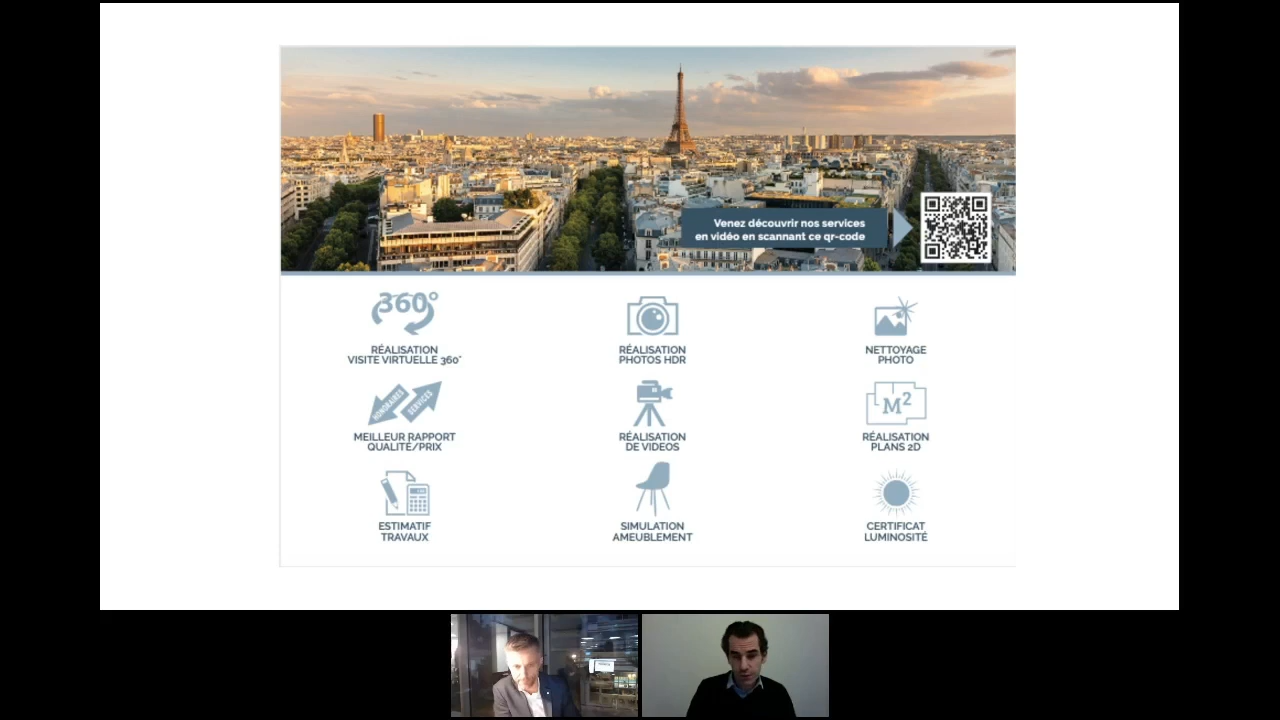 Venez découvrir nos services
en vidéo en scannant ce qr-code
360°
RÉALISATION
VISITE VIRTUELLE 360°
RÉALISATION
PHOTOS HDR
NETTOYAGE
PHOTO
HONORAIRES
SERVICES
MEILLEUR RAPPORT
QUALITÉ/PRIX
RÉALISATION
DE VIDEOS
M²
RÉALISATION
PLANS 2D
ESTIMATIF
TRAVAUX
SIMULATION
AMEUBLEMENT
CERTIFICAT
LUMINOSITÉ